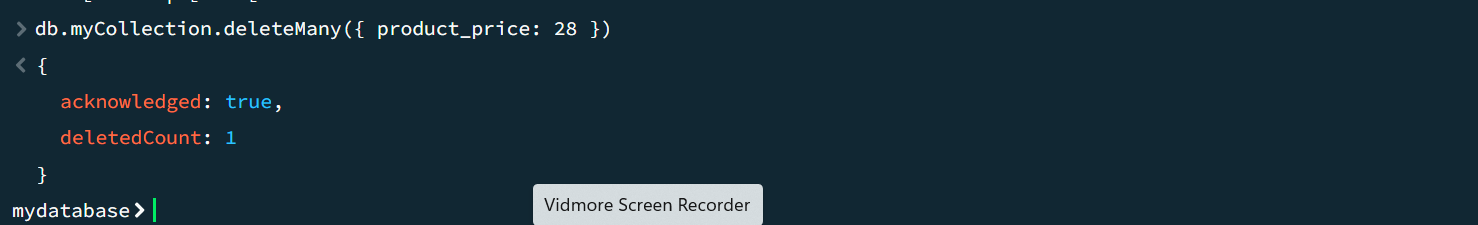 > db.myCollection.deleteMany({ product_price: 28 })
< {
acknowledged: true,
deletedCount: 1
}
mydatabase>
Vidmore Screen Recorder